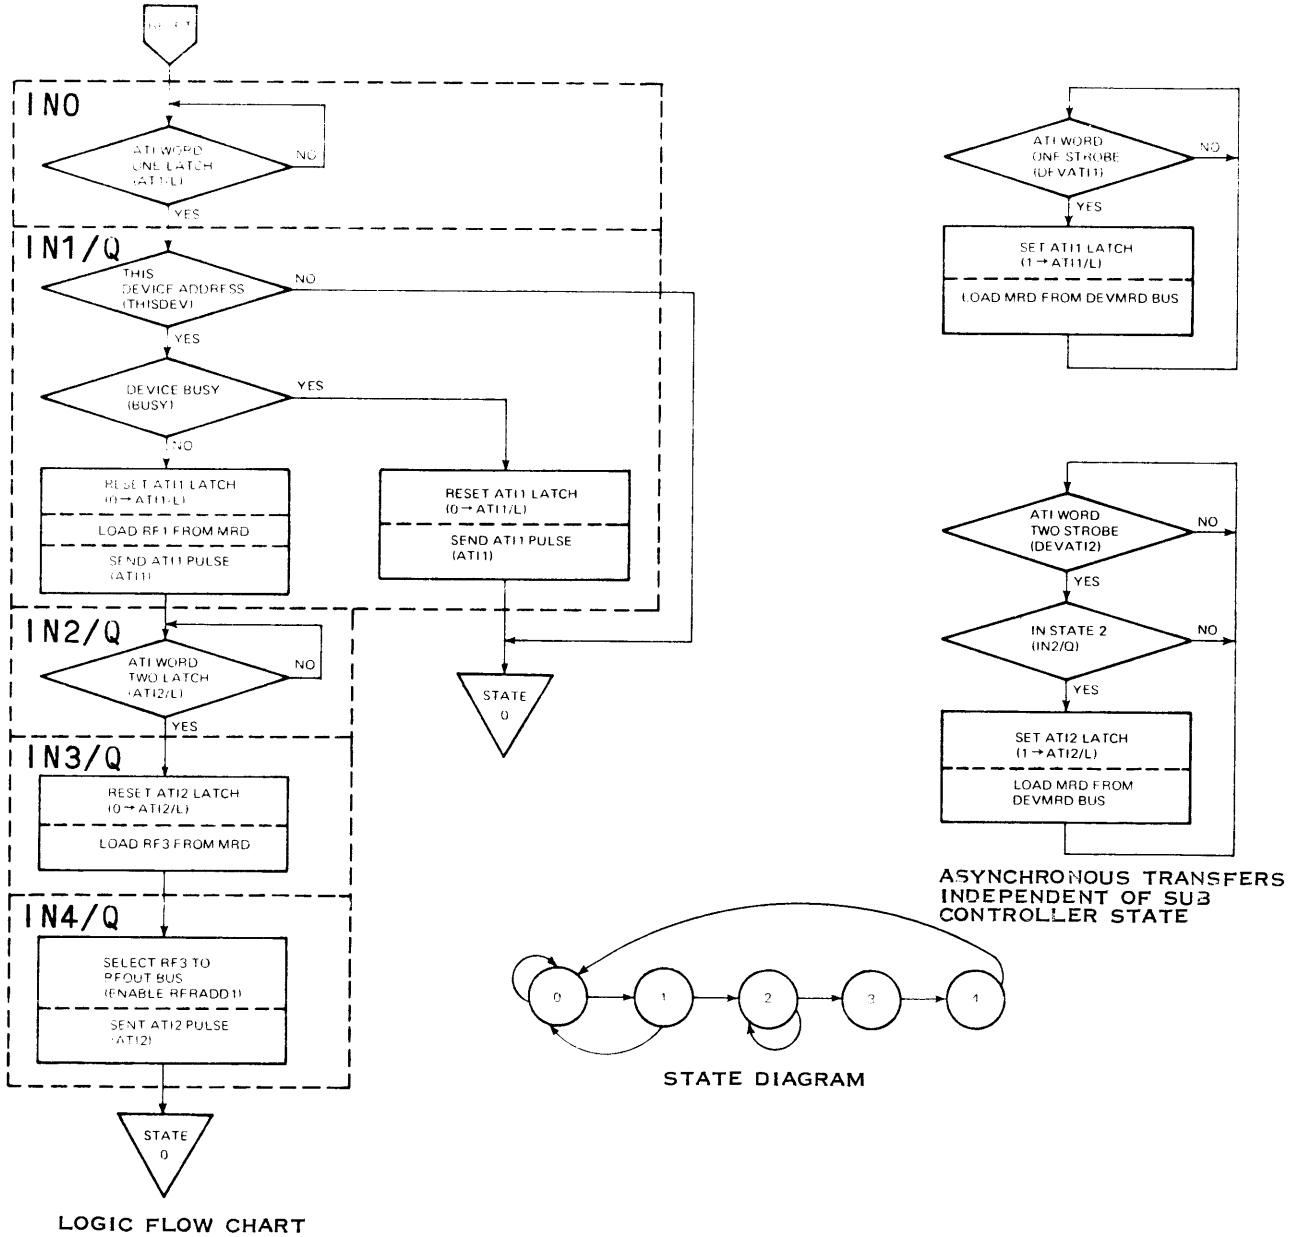 RESET
IN0
ATI WORD
ONE LATCH
(AT1/L)
NO
YES
IN1/Q
THIS
DEVICE ADDRESS
(THISDEV)
NO
YES
DEVICE BUSY
(BUSY)
YES
NO
RESET ATI1 LATCH
(0→ATI1/L)
LOAD RF1 FROM MRD
SEND ATI1 PULSE
(ATI1)
RESET ATI1 LATCH
(0→ATI1/L)
SEND ATI1 PULSE
(ATI1)
IN2/Q
ATI WORD
TWO LATCH
(ATI2/L)
NO
YES
STATE
0
IN3/Q
RESET ATI2 LATCH
(0→ATI2/L)
LOAD RF3 FROM MRD
IN4/Q
SELECT RF3 TO
RFOUT BUS
(ENABLE RFRADD1)
SENT ATI2 PULSE
(ATI2)
STATE
0
LOGIC FLOW CHART
ATI WORD
ONE STROBE
(DEVATI1)
NO
YES
SET ATI1 LATCH
(1→ATI1/L)
LOAD MRD FROM DEVMRD BUS
ATI WORD
TWO STROBE
(DEVATI2)
NO
YES
IN STATE 2
(IN2/Q)
NO
YES
SET ATI2 LATCH
(1→ATI2/L)
LOAD MRD FROM
DEVMRD BUS
ASYNCHRONOUS TRANSFERS
INDEPENDENT OF SUB
CONTROLLER STATE
0 1 2 3 4
STATE DIAGRAM